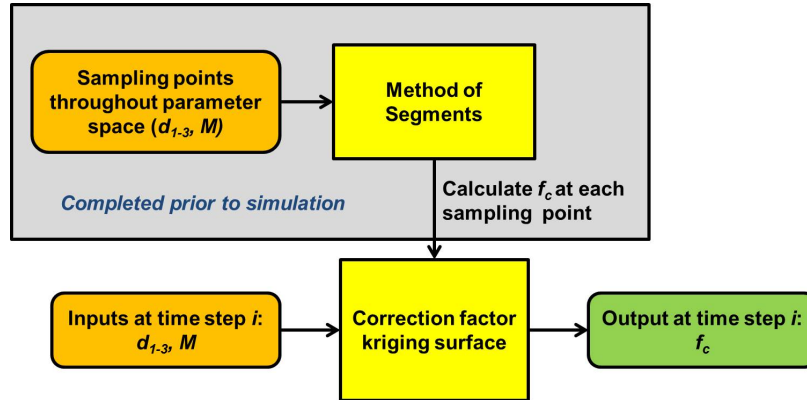 Sampling points
throughout parameter
space (d1-3, M)
Method of
Segments
Completed prior to simulation
Calculate fc at each
sampling point
Inputs at time step i:
d1-3, M
Correction factor
kriging surface
Output at time step i:
fc